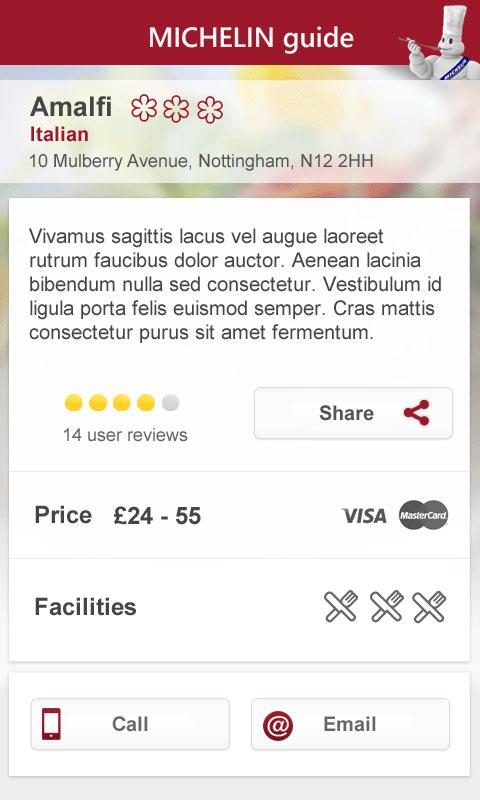 MICHELIN guide
MICHELIN
Amalfi
Italian
10 Mulberry Avenue, Nottingham, N12 2HH
Vivamus sagittis lacus vel augue laoreet
rutrum faucibus dolor auctor. Aenean lacinia
bibendum nulla sed consectetur. Vestibulum id
ligula porta felis euismod semper. Cras mattis
consectetur purus sit amet fermentum.
14 user reviews
Share
Price £24 - 55 VISA MasterCard
Facilities
Call @ Email